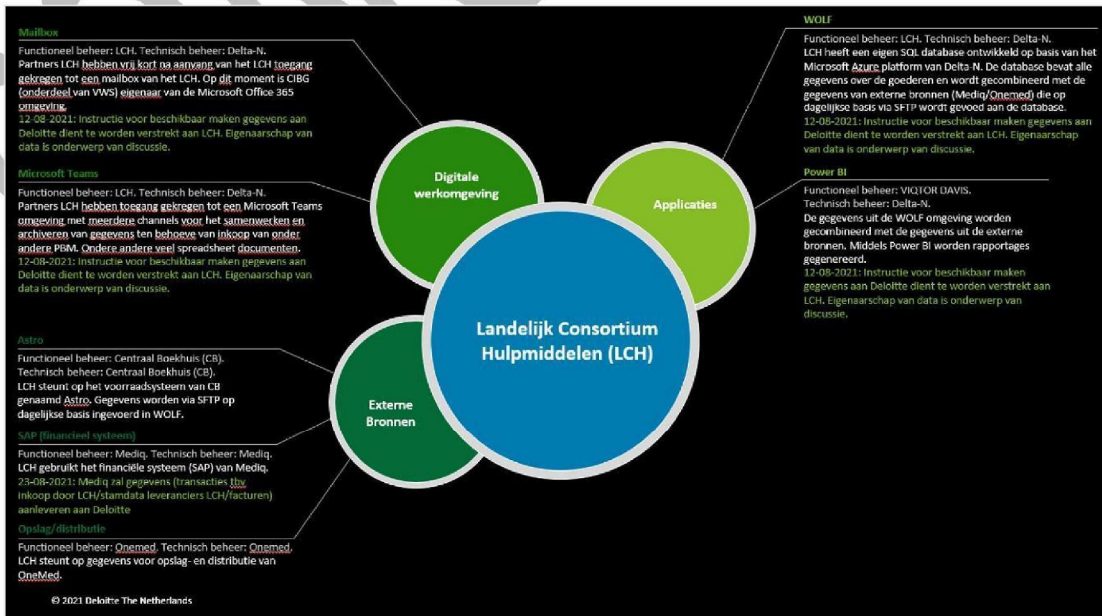 Mailbox
Functioneel beheer: LCH. Technisch beheer: Delta-N.
Partners LCH hebben vrij kort na aanvang van het LCH toegang
gekregen tot een mailbox van het LCH. Op dit moment is CIBG
(onderdeel van VWS) eigenaar van de Microsoft Office 365
omgeving.
12-08-2021: Instructie voor beschikbaar maken gegevens aan
Deloitte dient te worden verstrekt aan LCH. Eigenaarschap van
data is onderwerp van discussie.
Microsoft Teams
Functioneel beheer: LCH. Technisch beheer: Delta-N.
Partners LCH hebben toegang gekregen tot een Microsoft Teams
omgeving met meerdere channels voor het samenwerken en
archiveren van gegevens ten behoeve van inkoop van onder
andere PBM. Ondere andere veel spreadsheet documenten.
12-08-2021: Instructie voor beschikbaar maken gegevens aan
Deloitte dient te worden verstrekt aan LCH. Eigenaarschap van
data is onderwerp van discussie.
Astro
Functioneel beheer: Centraal Boekhuis (CB).
Technisch beheer: Centraal Boekhuis (CB).
LCH steunt op het voorraadsysteem van CB
genaamd Astro. Gegevens worden via SFTP op
dagelijkse basis ingevoerd in WOLF.
SAP (financieel systeem)
Functioneel beheer: Mediq. Technisch beheer: Mediq.
LCH gebruikt het financiële systeem (SAP) van Mediq.
23-08-2021: Mediq zal gegevens (transacties tbv
inkoop door LCH/stamdata leveranciers LCH/facturen)
aanleveren aan Deloitte
Opslag/distributie
Functioneel beheer: Onemed. Technisch beheer: Onemed.
LCH steunt op gegevens voor opslag- en distributie van
OneMed.
© 2021 Deloitte The Netherlands
Digitale
werkomgeving
Applicaties
Landelijk Consortium
Hulpmiddelen (LCH)
Externe
Bronnen
WOLF
Functioneel beheer: LCH. Technisch beheer: Delta-N.
LCH heeft een eigen SQL database ontwikkeld op basis van het
Microsoft Azure platform van Delta-N. De database bevat alle
gegevens over de goederen en wordt gecombineerd met de
gegevens van externe bronnen (Mediq/Onemed) die op
dagelijkse basis via SFTP wordt gevoed aan de database.
12-08-2021: Instructie voor beschikbaar maken gegevens aan
Deloitte dient te worden verstrekt aan LCH. Eigenaarschap
van data is onderwerp van discussie.
Power BI
Functioneel beheer: VIQTOR DAVIS.
Technisch beheer: Delta-N.
De gegevens uit de WOLF omgeving worden
gecombineerd met de gegevens uit de externe
bronnen. Middels Power BI worden rapportages
gegenereerd.
12-08-2021: Instructie voor beschikbaar maken
gegevens aan Deloitte dient te worden verstrekt aan
LCH. Eigenaarschap van data is onderwerp van
discussie.